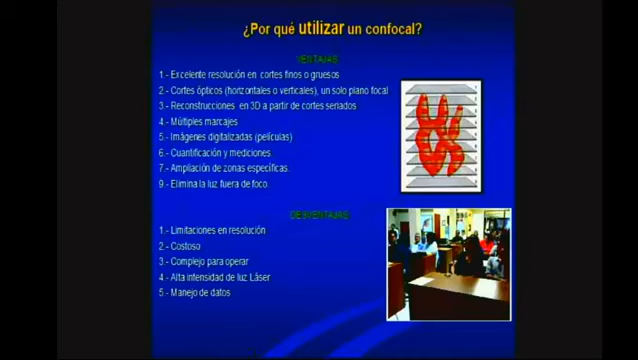 ¿Por qué utilizar un confocal?
VENTAJAS
1.- Excelente resolución en cortes finos o gruesos
2.- Cortes ópticos (horizontales o verticales), un solo plano focal
3.- Reconstrucciones en 3D a partir de cortes seriados
4.- Múltiples marcajes
5.- Imágenes digitalizadas (películas)
6.- Cuantificación y mediciones.
7.- Ampliación de zonas específicas.
9.- Elimina la luz fuera de foco.
DESVENTAJAS
1.- Limitaciones en resolución
2.- Costoso
3.- Complejo para operar
4.- Alta intensidad de luz Láser
5.- Manejo de datos